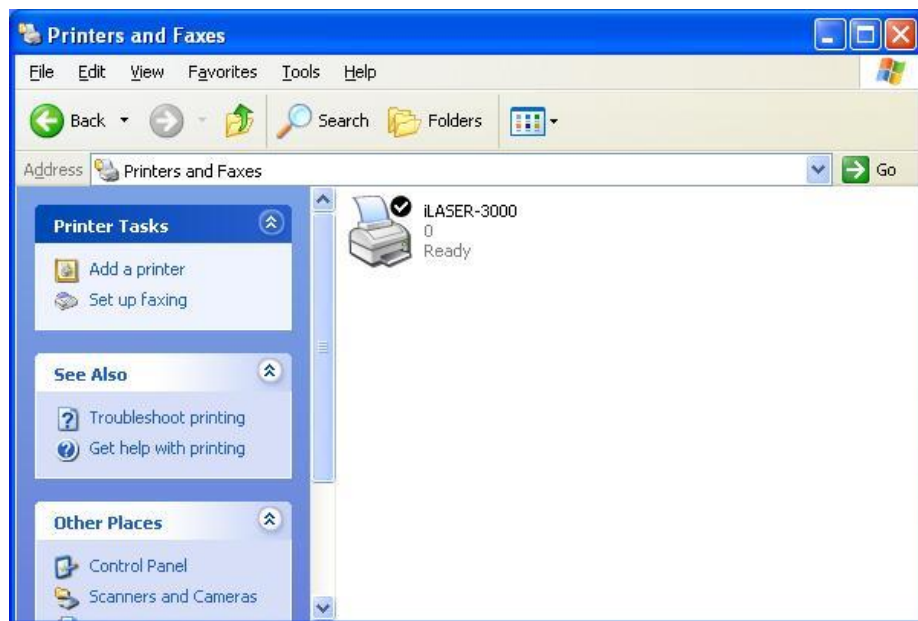 Printers and Faxes
File Edit View Favorites Tools Help
Back Search Folders
Address Printers and Faxes Go
Printer Tasks
Add a printer
Set up faxing
See Also
Troubleshoot printing
Get help with printing
Other Places
Control Panel
Scanners and Cameras
iLASER-3000
0
Ready